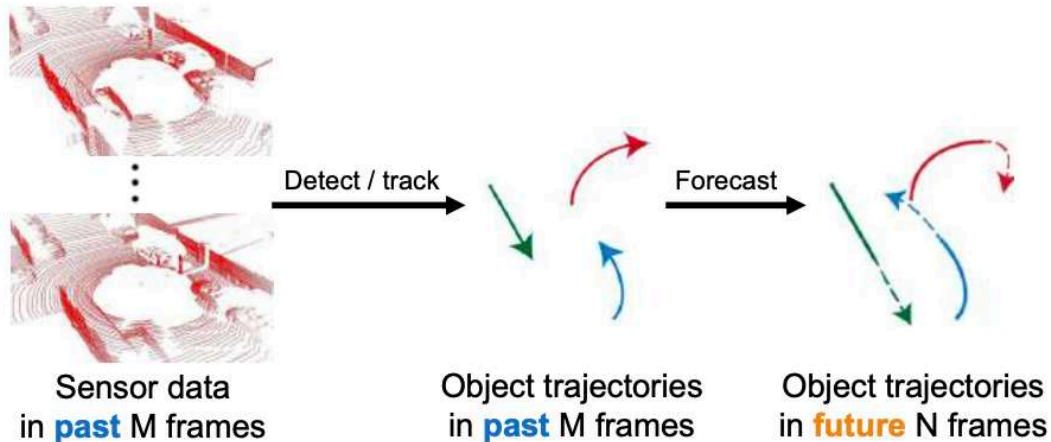 Detect / track
Forecast
Sensor data
in past M frames
Object trajectories
in past M frames
Object trajectories
in future N frames